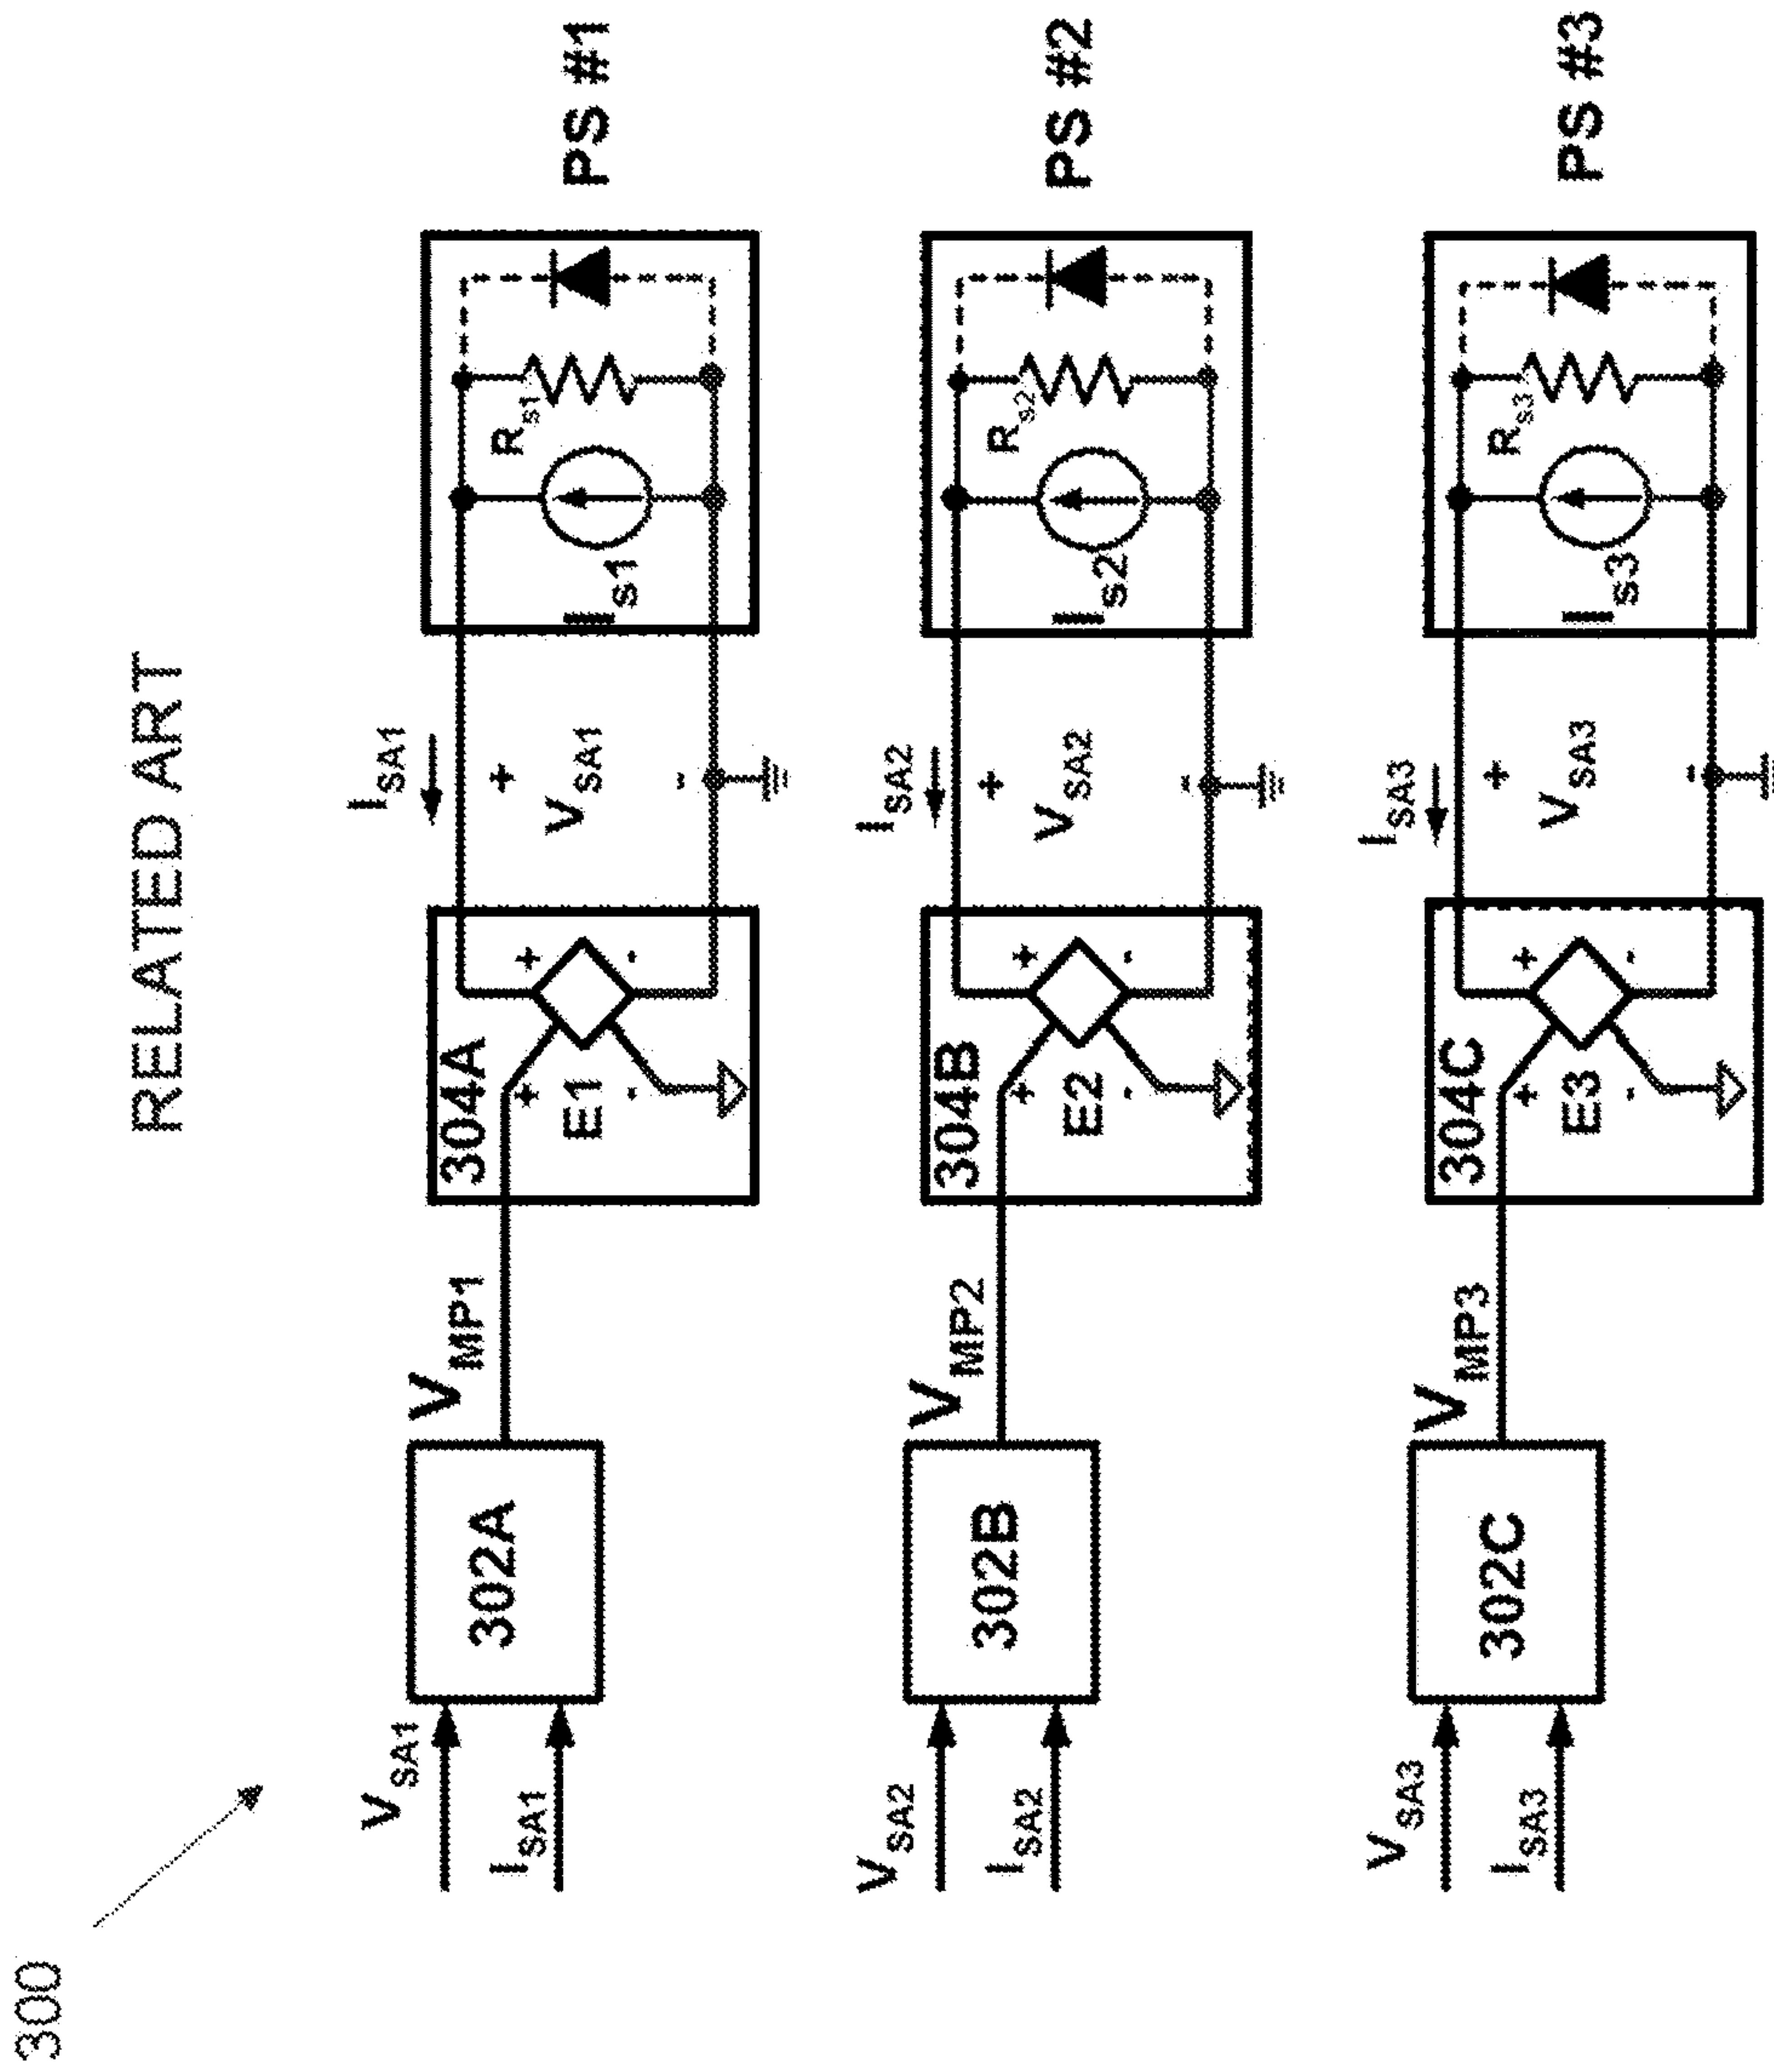 300
RELATED ART
V_SA1
I_SA1
302A
V_MP1
304A
+
-
E1
+
-
I_SA1
+
V_SA1
-
I_s1
R_s1
PS #1
V_SA2
I_SA2
302B
V_MP2
304B
+
-
E2
+
-
I_SA2
+
V_SA2
-
I_s2
R_s2
PS #2
V_SA3
I_SA3
302C
V_MP3
304C
+
-
E3
+
-
I_SA3
+
V_SA3
-
I_s3
R_s3
PS #3